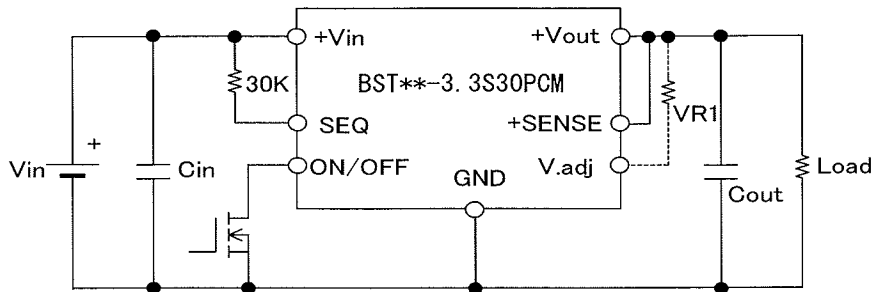 +Vin
+Vout
30K
BST**-3.3S30PCM
VR1
SEQ
+SENSE
+
Vin
Cin
ON/OFF
GND
V.adj
Cout
Load